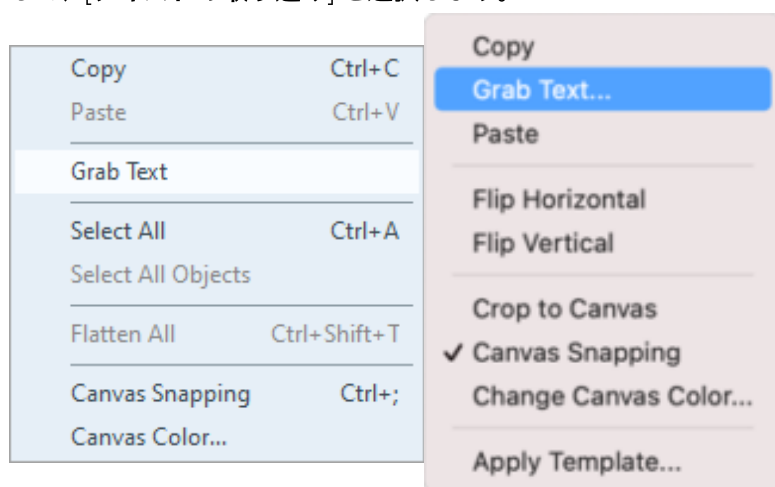 Copy Ctrl+C
Paste Ctrl+V
Grab Text
Select All Ctrl+A
Select All Objects
Flatten All Ctrl+Shift+T
Canvas Snapping Ctrl+;
Canvas Color...
Copy
Grab Text...
Paste
Flip Horizontal
Flip Vertical
Crop to Canvas
✓ Canvas Snapping
Change Canvas Color...
Apply Template...